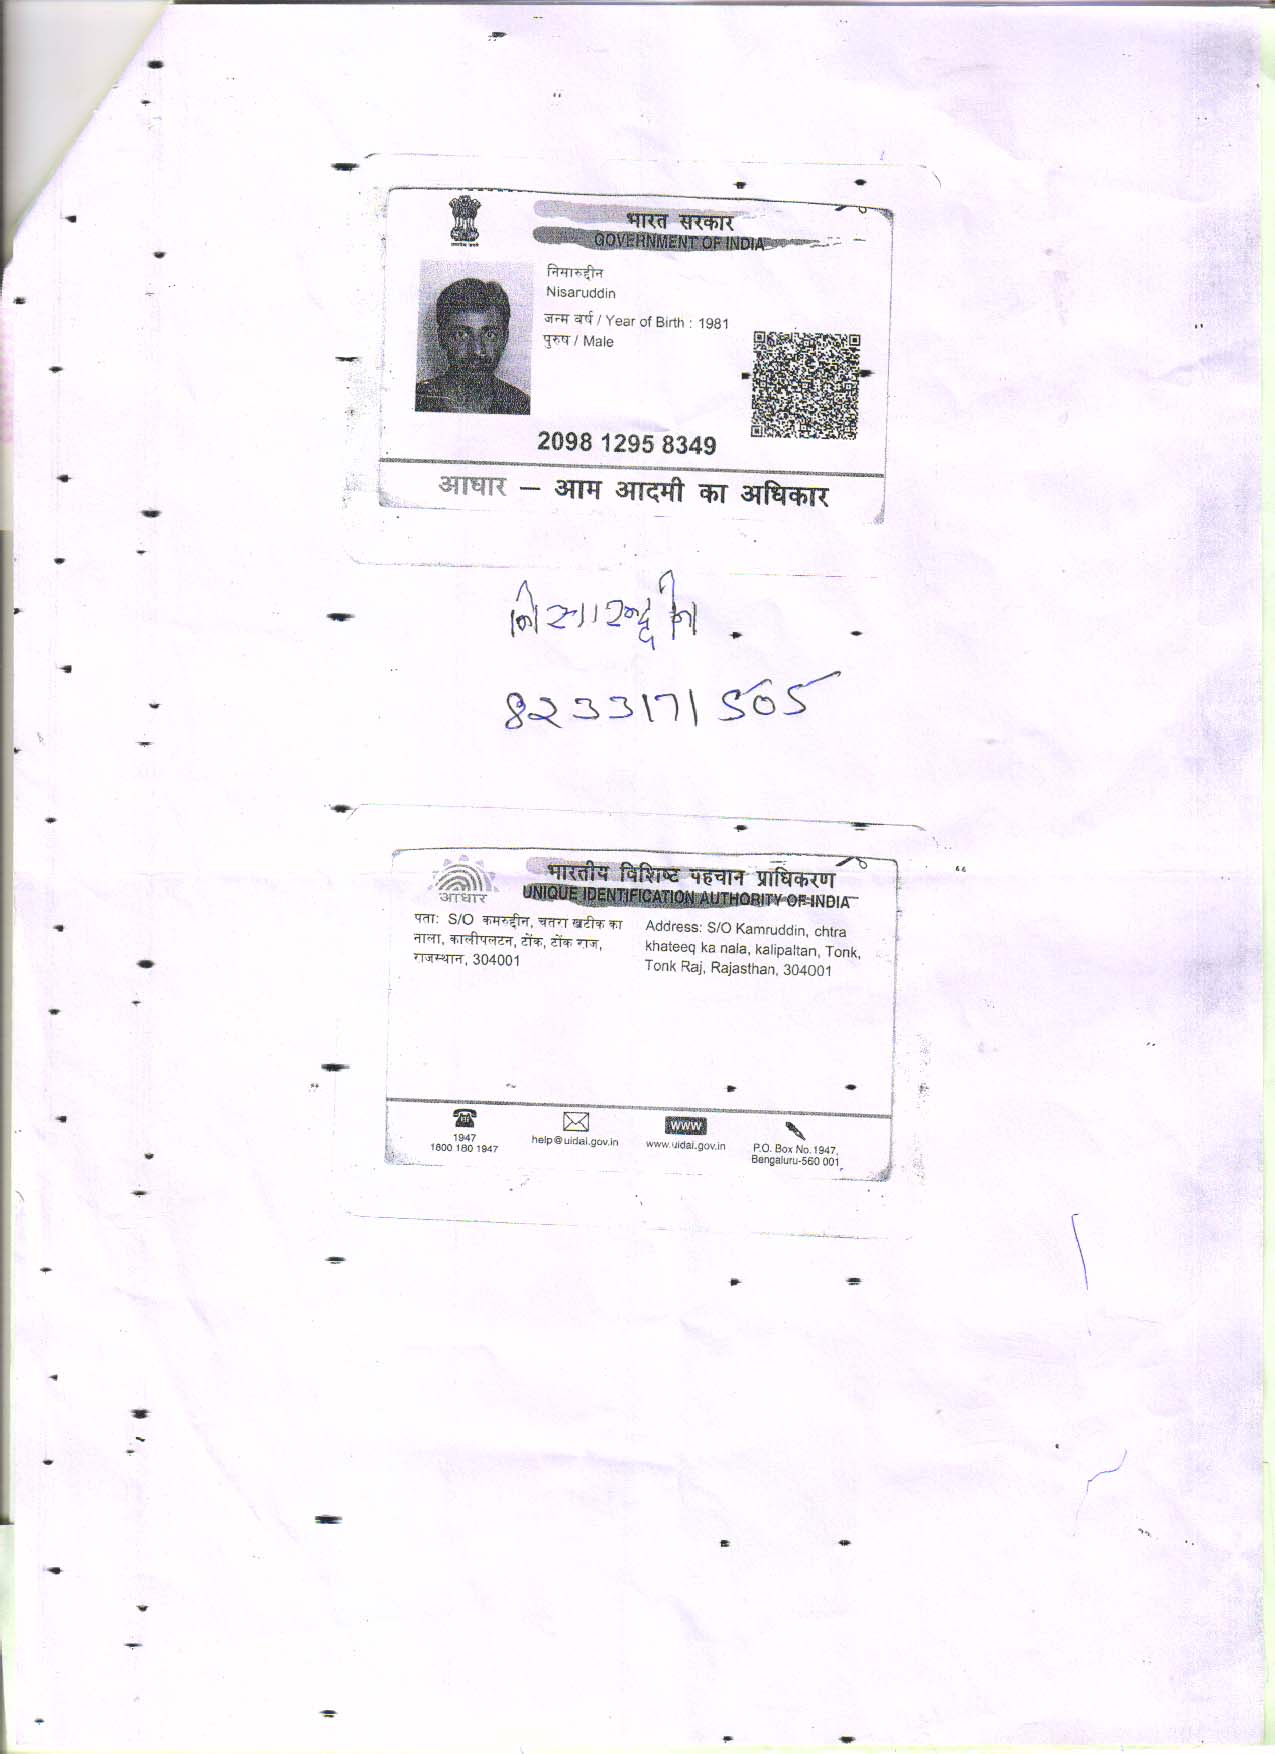 भारत सरकार
GOVERNMENT OF INDIA
निसारुद्दीन
Nisaruddin
जन्म वर्ष / Year of Birth : 1981
पुरुष / Male
2098 1295 8349
आधार – आम आदमी का अधिकार
निसारुद्दीन
8233171505
भारतीय विशिष्ट पहचान प्राधिकरण
UNIQUE IDENTIFICATION AUTHORITY OF INDIA
आधार
पता: S/O कमरुद्दीन, चतरा खटीक का
नाला, कालीपलटन, टोंक, टोंक राज,
राजस्थान, 304001
Address: S/O Kamruddin, chtra
khateeq ka nala, kalipaltan, Tonk,
Tonk Raj, Rajasthan, 304001
1947
1800 180 1947
help@uidai.gov.in
WWW
www.uidai.gov.in
P.O. Box No.1947,
Bengaluru-560 001